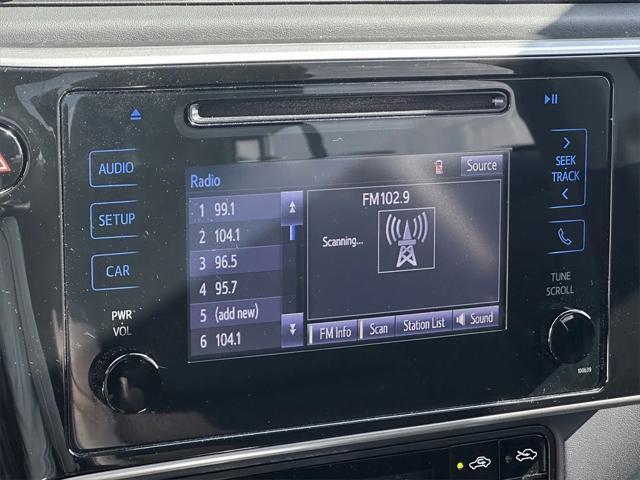 AUDIO
SETUP
CAR
PWR
VOL
Radio
Source
1 99.1
2 104.1
3 96.5
4 95.7
5 (add new)
6 104.1
FM102.9
Scanning...
FM Info
Scan
Station List
Sound
SEEK
TRACK
TUNE
SCROLL
100639